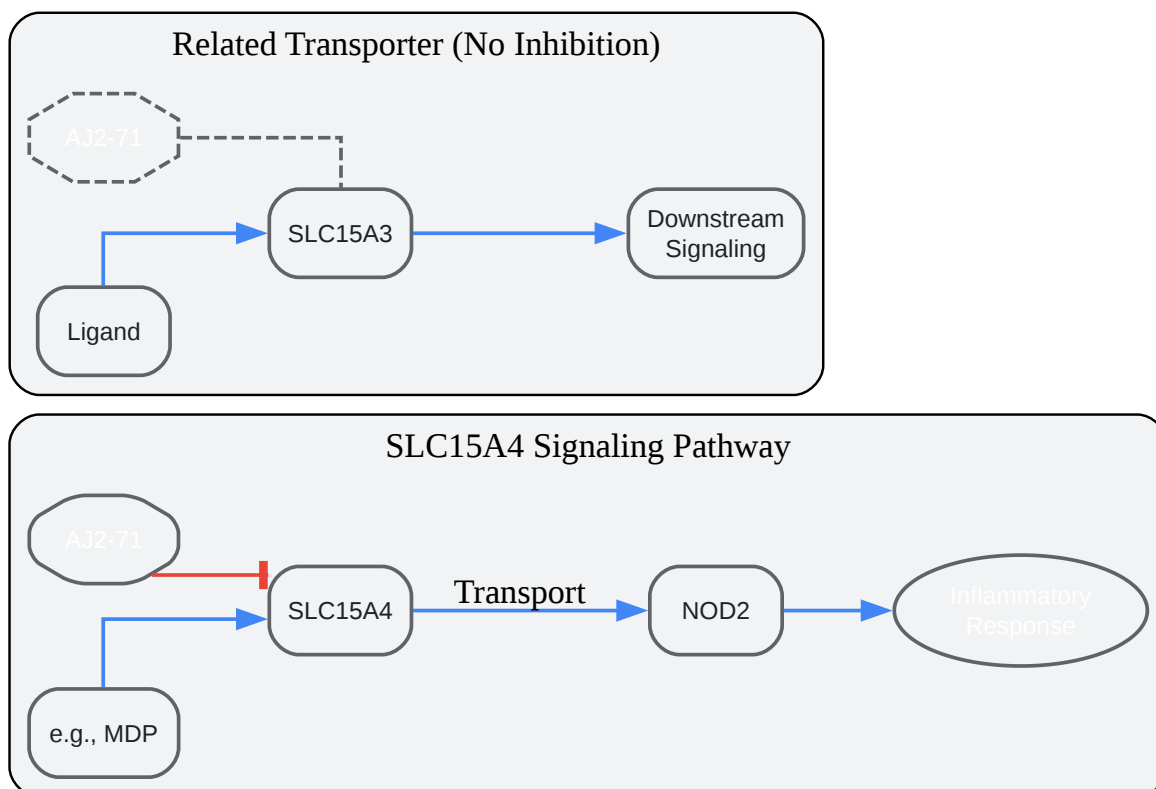 Related Transporter (No Inhibition)
AJ2-71
SLC15A3
Downstream
Signaling
Ligand
SLC15A4 Signaling Pathway
AJ2-71
SLC15A4
Transport
NOD2
Inflammatory
Response
e.g., MDP